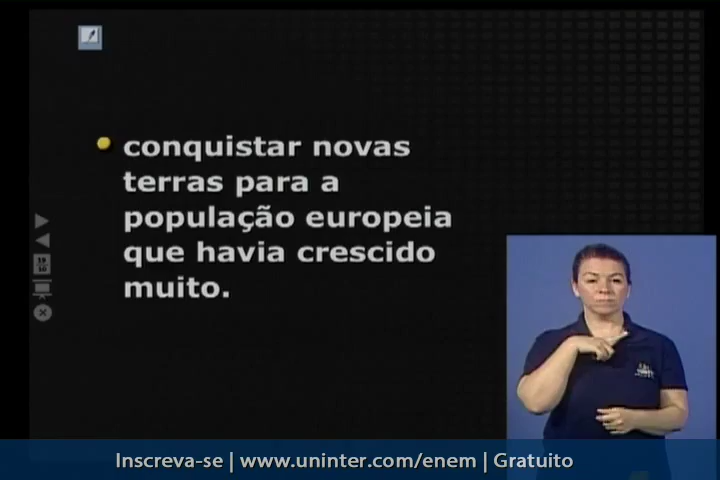 conquistar novas
terras para a
população europeia
que havia crescido
muito.
Inscreva-se | www.uninter.com/enem | Gratuito